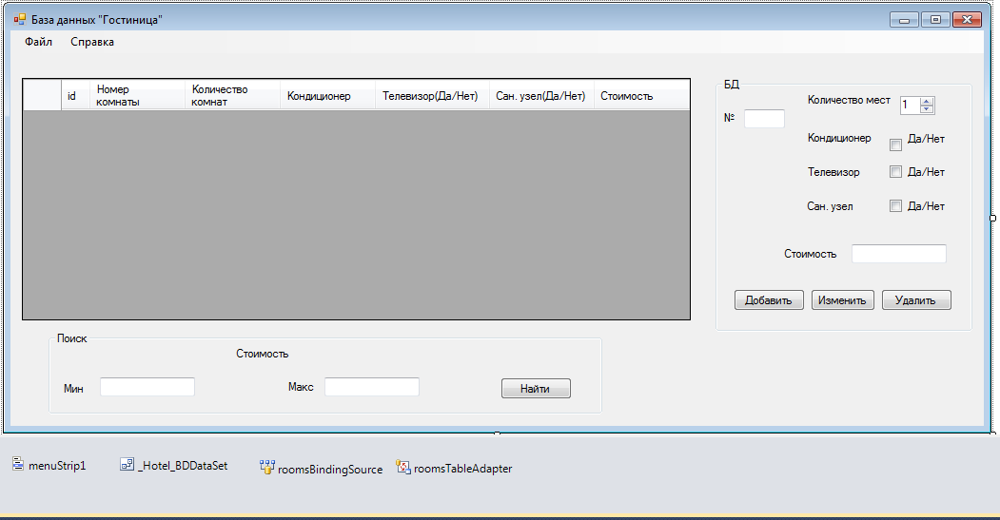 База данных "Гостиница"
Файл Справка
id Номер комнаты Количество комнат Кондиционер Телевизор(Да/Нет) Сан. узел(Да/Нет) Стоимость
БД
№ Количество мест 1
Кондиционер Да/Нет
Телевизор Да/Нет
Сан. узел Да/Нет
Стоимость
Добавить Изменить Удалить
Поиск
Стоимость
Мин Макс Найти
menuStrip1 _Hotel_BDDataSet roomsBindingSource roomsTableAdapter